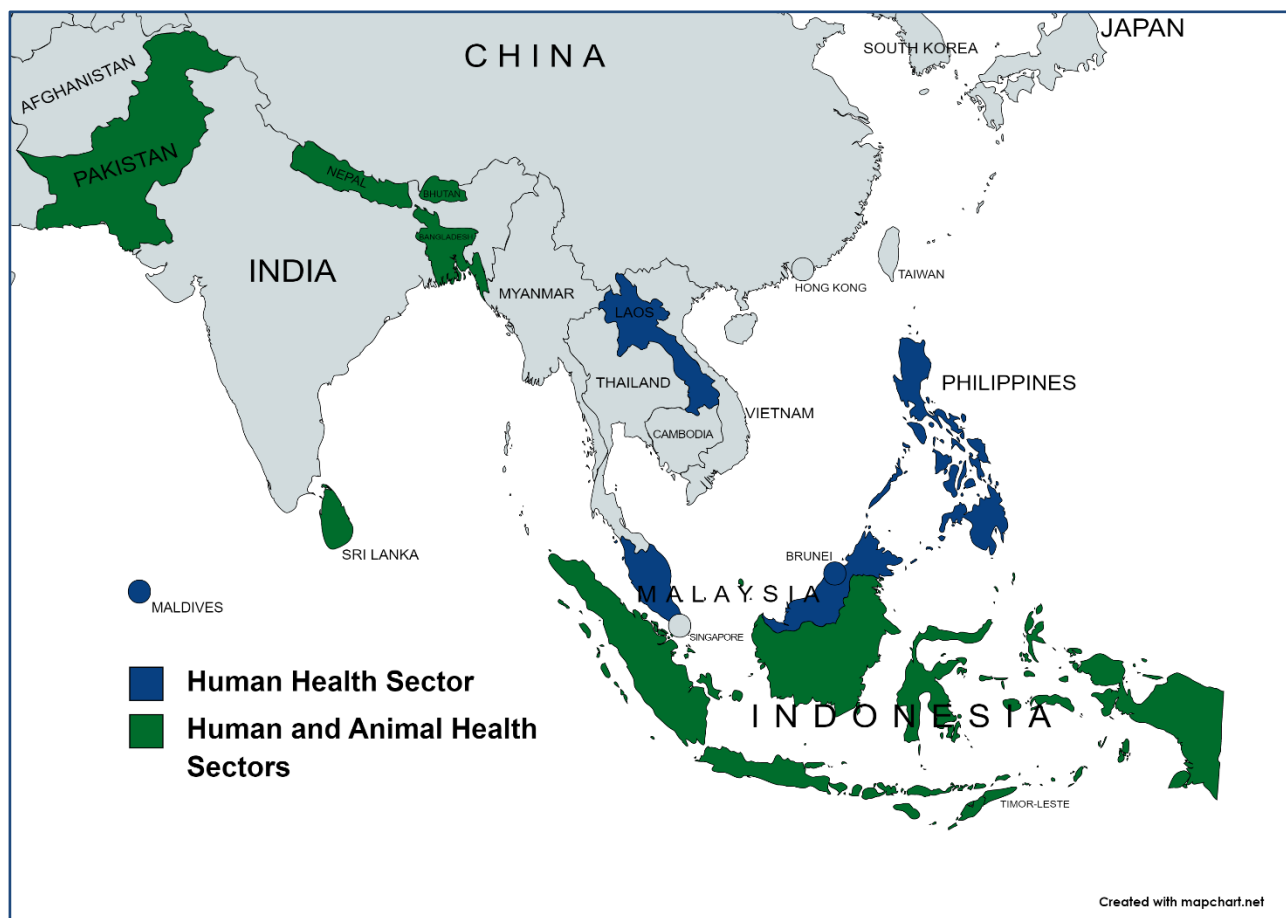 JAPAN
CHINA
SOUTH KOREA
AFGHANISTAN
PAKISTAN
NEPAL
BHUTAN
BANGLADESH
INDIA
TAIWAN
HONG KONG
MYANMAR
LAOS
THAILAND
PHILIPPINES
VIETNAM
CAMBODIA
SRI LANKA
BRUNEI
MALDIVES
MALAYSIA
SINGAPORE
Human Health Sector
Human and Animal Health
Sectors
INDONESIA
TIMOR-LESTE
Created with mapchart.net